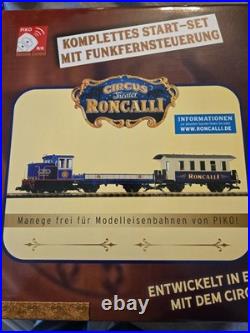 PIKO
KOMPLETTES START-SET
MIT FUNKFERNSTEUERUNG
CIRCUS
Theater
RONCALLI
INFORMATIONEN
WWW.RONCALLI.DE
RONCALLI
Manege frei für Modelleisenbahnen von PIKO!
ENTWICKELT IN E
MIT DEM CIRC